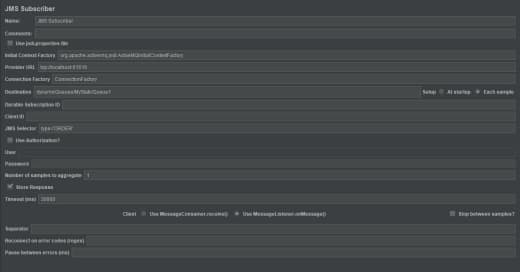 JMS Subscriber
Name: JMS Subscriber
Comments:
Use jndi.properties file
Initial Context Factory org.apache.activemq.jndi.ActiveMQInitialContextFactory
Provider URL tcp://localhost:61616
Connection Factory ConnectionFactory
Destination dynamicQueues/MyStaticQueue1 Setup At startup Each sample
Durable Subscription ID
Client ID
JMS Selector type='ORDER'
Use Authorization?
User
Password
Number of samples to aggregate 1
Store Response
Timeout (ms) 20000
Client Use MessageConsumer.receive() Use MessageListener.onMessage() Stop between samples?
Separator
Reconnect on error codes (regex)
Pause between errors (ms)